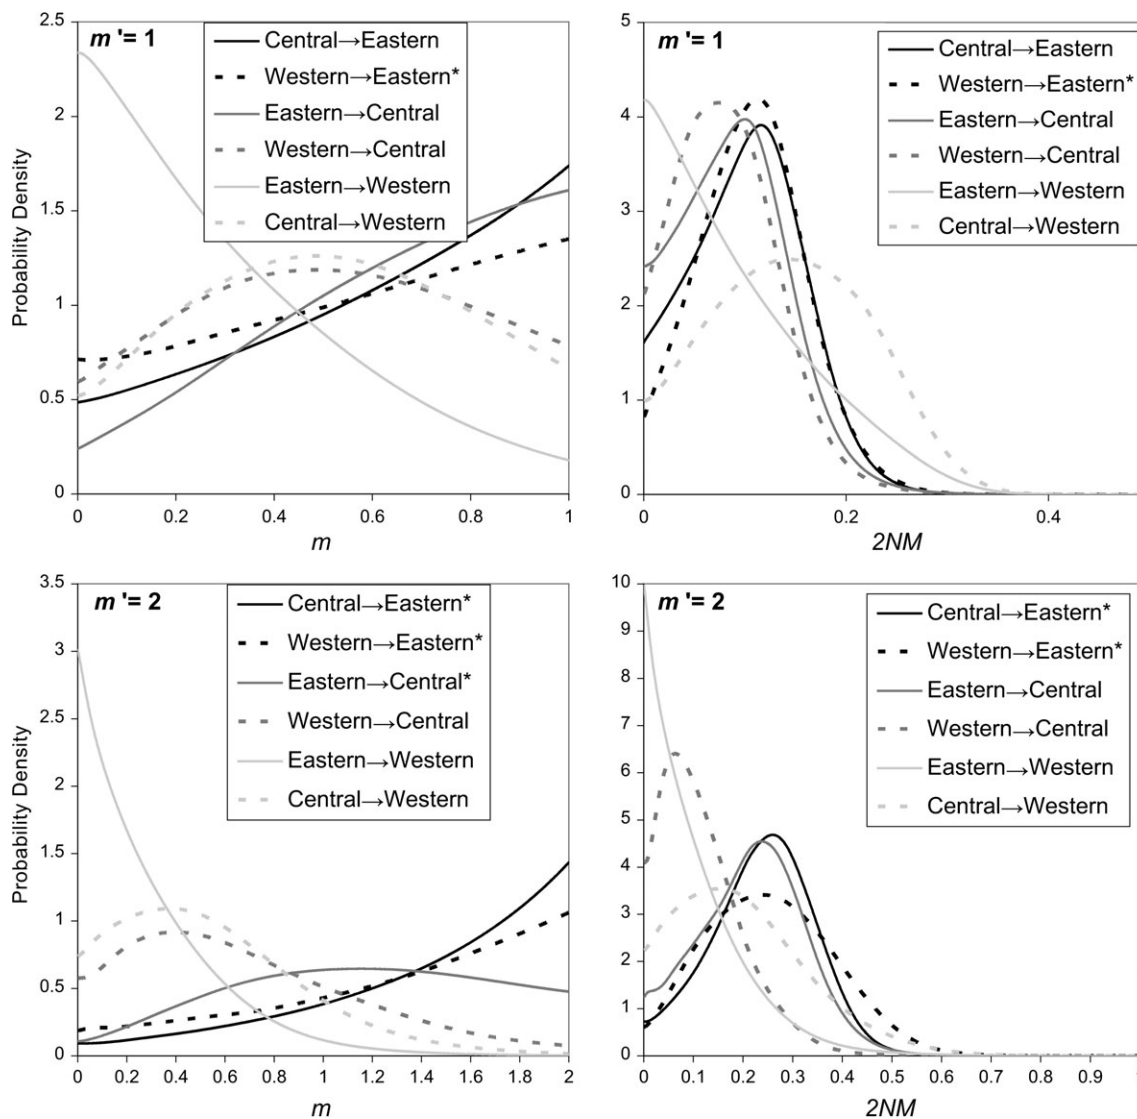 m '= 1
Central→Eastern
Western→Eastern*
Eastern→Central
Western→Central
Eastern→Western
Central→Western
Probability Density
2.5
2
1.5
1
0.5
0
0 0.2 0.4 0.6 0.8 1
m
m '= 1
Central→Eastern
Western→Eastern*
Eastern→Central
Western→Central
Eastern→Western
Central→Western
5
4
3
2
1
0
0 0.2 0.4
2NM
m '= 2
Central→Eastern*
Western→Eastern*
Eastern→Central*
Western→Central
Eastern→Western
Central→Western
Probability Density
3.5
3
2.5
2
1.5
1
0.5
0
0 0.2 0.4 0.6 0.8 1 1.2 1.4 1.6 1.8 2
m
m '= 2
Central→Eastern*
Western→Eastern*
Eastern→Central
Western→Central
Eastern→Western
Central→Western
10
9
8
7
6
5
4
3
2
1
0
0 0.1 0.2 0.3 0.4 0.5 0.6 0.7 0.8 0.9
2NM